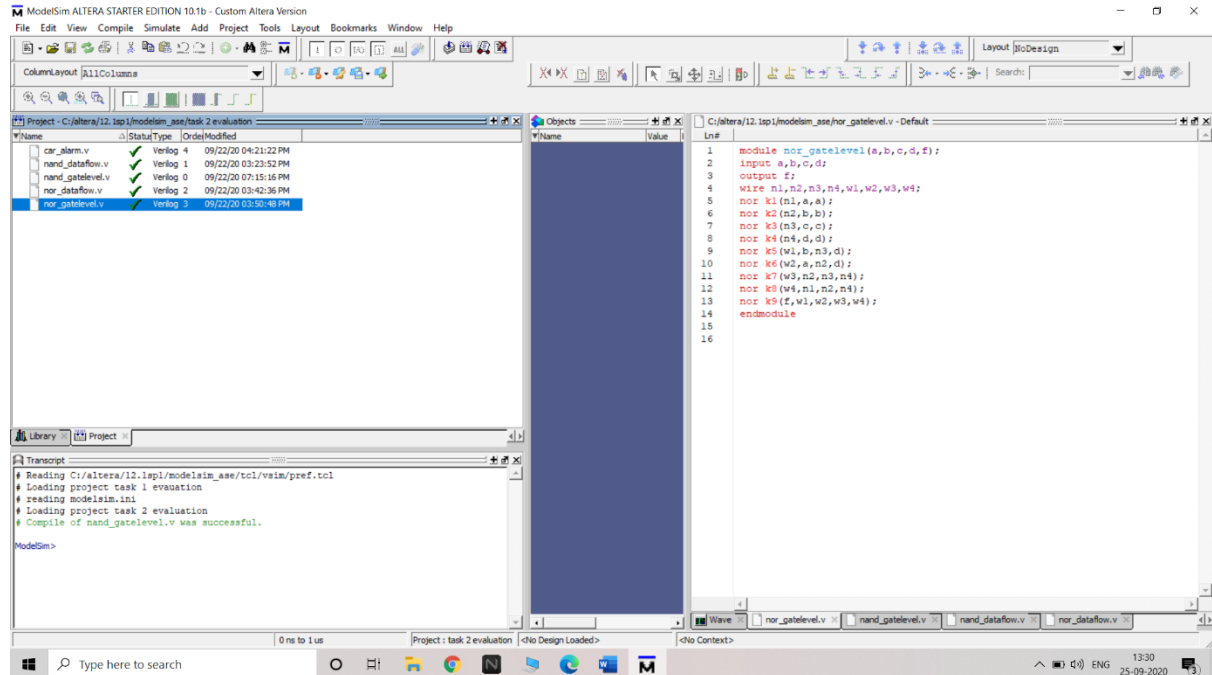 ModelSim ALTERA STARTER EDITION 10.1b - Custom Altera Version
File Edit View Compile Simulate Add Project Tools Layout Bookmarks Window Help
Layout NoDesign
ColumnLayout AllColumns
Search:
Project - C:/altera/12.1sp1/modelsim_ase/task 2 evaluation
Name Status Type Order Modified
car_alarm.v Verilog 4 09/22/20 04:21:22 PM
nand_dataflow.v Verilog 1 09/22/20 03:23:52 PM
nand_gatelevel.v Verilog 0 09/22/20 07:15:16 PM
nor_dataflow.v Verilog 2 09/22/20 03:42:36 PM
nor_gatelevel.v Verilog 3 09/22/20 03:50:48 PM
Library Project
Transcript
# Reading C:/altera/12.1sp1/modelsim_ase/tcl/vsim/pref.tcl
# Loading project task 1 evauation
# reading modelsim.ini
# Loading project task 2 evaluation
# Compile of nand_gatelevel.v was successful.
ModelSim>
Objects
Name Value
C:/altera/12.1sp1/modelsim_ase/nor_gatelevel.v - Default
Ln#
1 module nor_gatelevel(a,b,c,d,f);
2 input a,b,c,d;
3 output f;
4 wire n1,n2,n3,n4,w1,w2,w3,w4;
5 nor k1(n1,a,a);
6 nor k2(n2,b,b);
7 nor k3(n3,c,c);
8 nor k4(n4,d,d);
9 nor k5(w1,b,n3,d);
10 nor k6(w2,a,n2,d);
11 nor k7(w3,n2,n3,n4);
12 nor k8(w4,n1,n2,n4);
13 nor k9(f,w1,w2,w3,w4);
14 endmodule
15
16
Wave nor_gatelevel.v nand_gatelevel.v nand_dataflow.v nor_dataflow.v
0 ns to 1 us Project : task 2 evaluation <No Design Loaded> <No Context>
Type here to search
ENG
13:30
25-09-2020